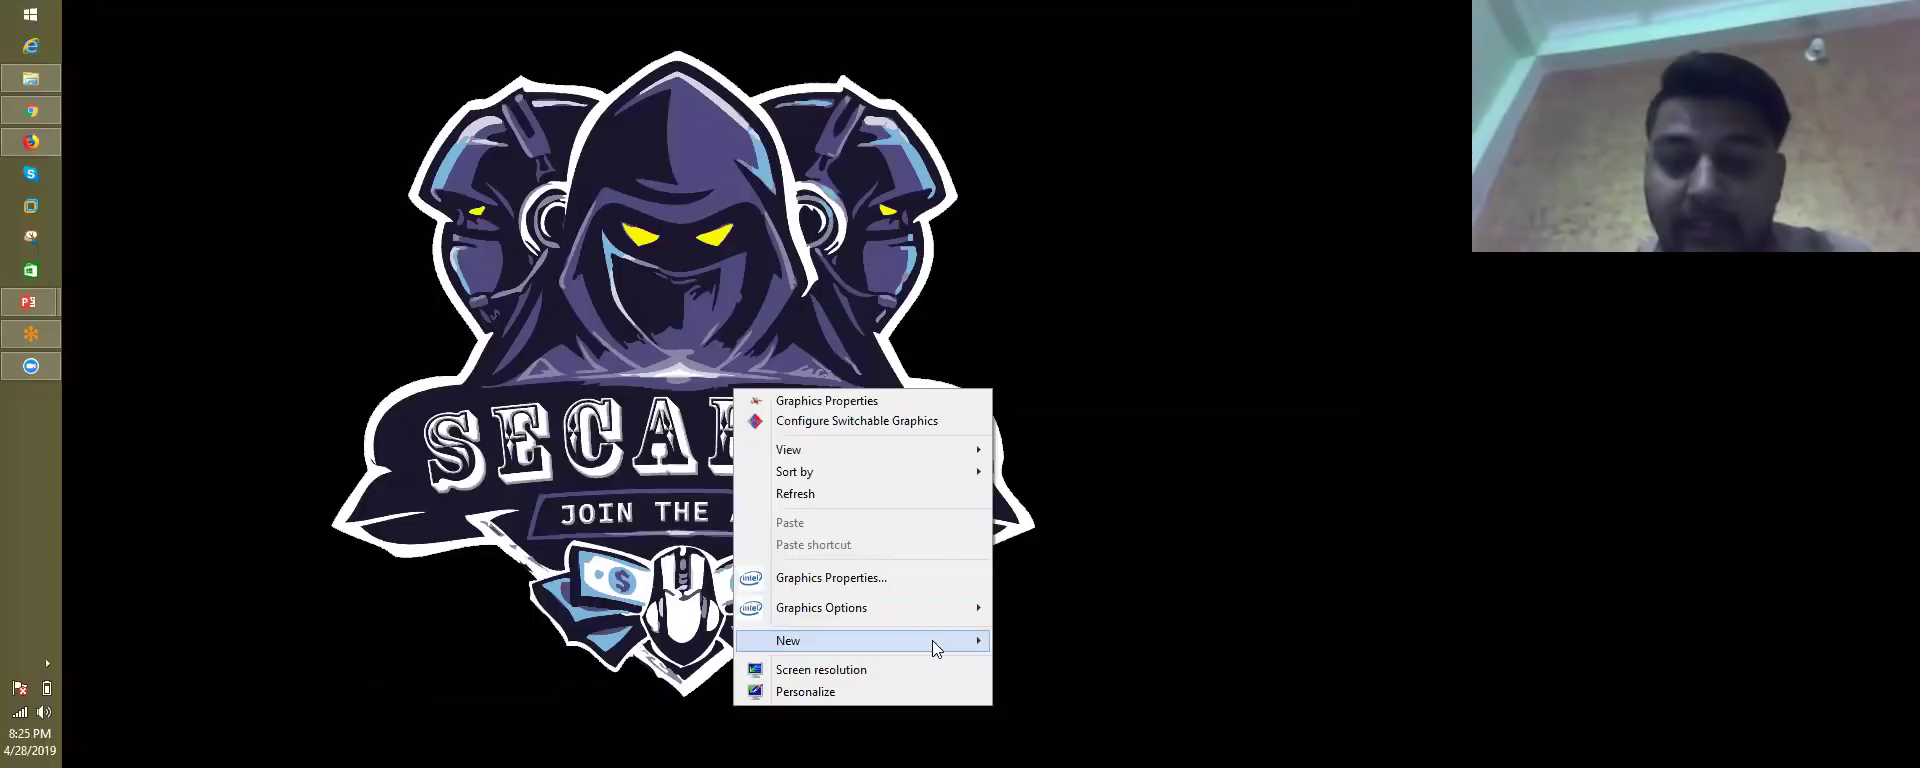 SECAR
JOIN THE
Graphics Properties
Configure Switchable Graphics
View
Sort by
Refresh
Paste
Paste shortcut
Graphics Properties...
Graphics Options
New
Screen resolution
Personalize
8:25 PM
4/28/2019